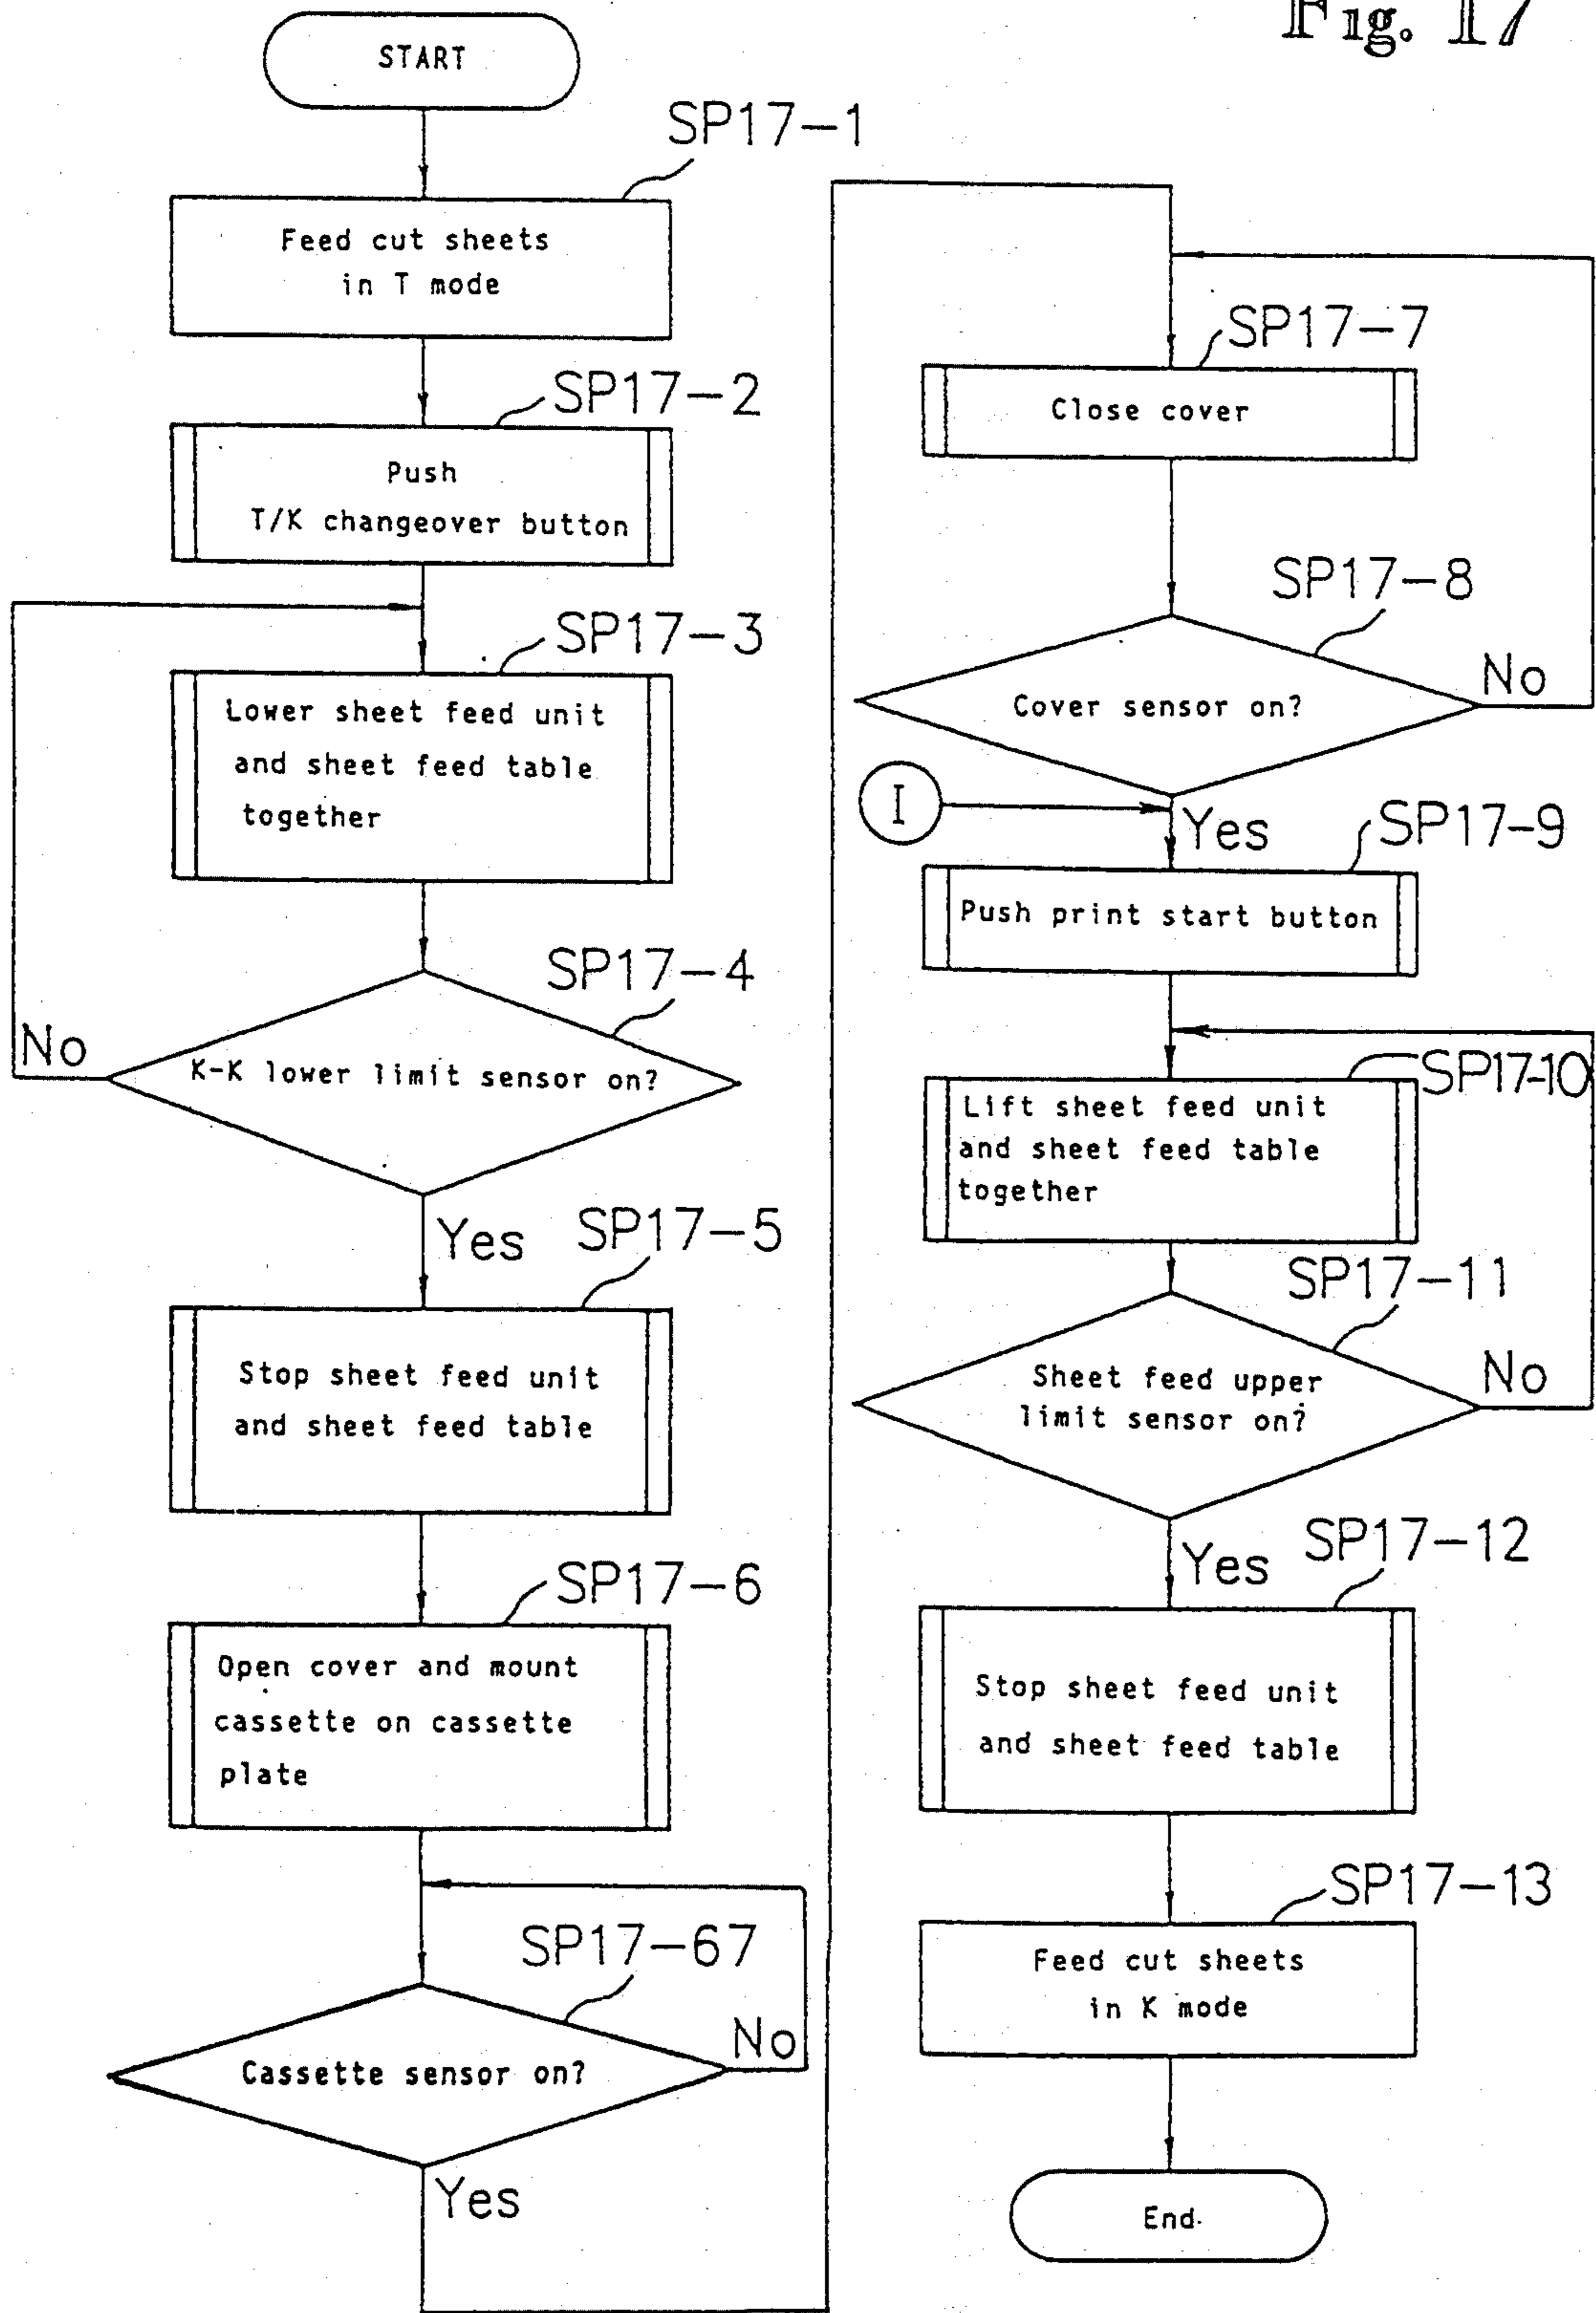 Fig. 17
START
SP17-1
Feed cut sheets
in T mode
SP17-2
Push
T/K changeover button
SP17-3
Lower sheet feed unit
and sheet feed table
together
SP17-4
K-K lower limit sensor on?
No
Yes
SP17-5
Stop sheet feed unit
and sheet feed table
SP17-6
Open cover and mount
cassette on cassette
plate
SP17-67
Cassette sensor on?
No
Yes
SP17-7
Close cover
SP17-8
Cover sensor on?
No
I
Yes
SP17-9
Push print start button
SP17-10
Lift sheet feed unit
and sheet feed table
together
SP17-11
Sheet feed upper
limit sensor on?
No
Yes
SP17-12
Stop sheet feed unit
and sheet feed table
SP17-13
Feed cut sheets
in K mode
End